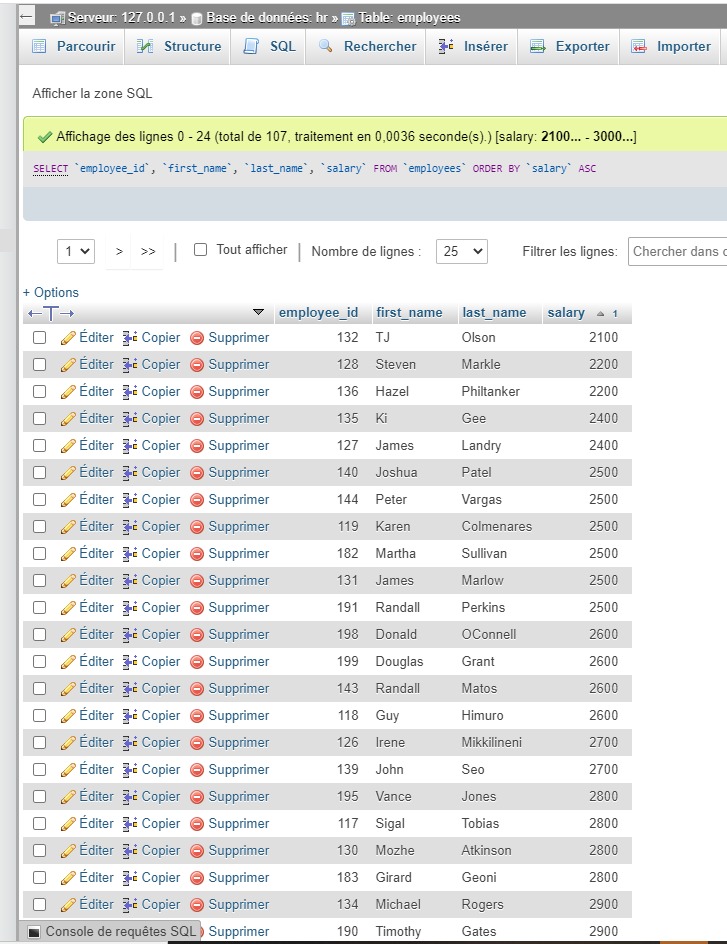 Serveur: 127.0.0.1 » Base de données: hr » Table: employees
Parcourir Structure SQL Rechercher Insérer Exporter Importer
Afficher la zone SQL
Affichage des lignes 0 - 24 (total de 107, traitement en 0,0036 seconde(s).) [salary: 2100... - 3000...]
SELECT `employee_id`, `first_name`, `last_name`, `salary` FROM `employees` ORDER BY `salary` ASC
1 > >> | Tout afficher | Nombre de lignes : 25 Filtrer les lignes: Chercher dans c
+ Options
←T→ employee_id first_name last_name salary 1
Éditer Copier Supprimer 132 TJ Olson 2100
Éditer Copier Supprimer 128 Steven Markle 2200
Éditer Copier Supprimer 136 Hazel Philtanker 2200
Éditer Copier Supprimer 135 Ki Gee 2400
Éditer Copier Supprimer 127 James Landry 2400
Éditer Copier Supprimer 140 Joshua Patel 2500
Éditer Copier Supprimer 144 Peter Vargas 2500
Éditer Copier Supprimer 119 Karen Colmenares 2500
Éditer Copier Supprimer 182 Martha Sullivan 2500
Éditer Copier Supprimer 131 James Marlow 2500
Éditer Copier Supprimer 191 Randall Perkins 2500
Éditer Copier Supprimer 198 Donald OConnell 2600
Éditer Copier Supprimer 199 Douglas Grant 2600
Éditer Copier Supprimer 143 Randall Matos 2600
Éditer Copier Supprimer 118 Guy Himuro 2600
Éditer Copier Supprimer 126 Irene Mikkilineni 2700
Éditer Copier Supprimer 139 John Seo 2700
Éditer Copier Supprimer 195 Vance Jones 2800
Éditer Copier Supprimer 117 Sigal Tobias 2800
Éditer Copier Supprimer 130 Mozhe Atkinson 2800
Éditer Copier Supprimer 183 Girard Geoni 2800
Éditer Copier Supprimer 134 Michael Rogers 2900
Console de requêtes SQL Supprimer 190 Timothy Gates 2900